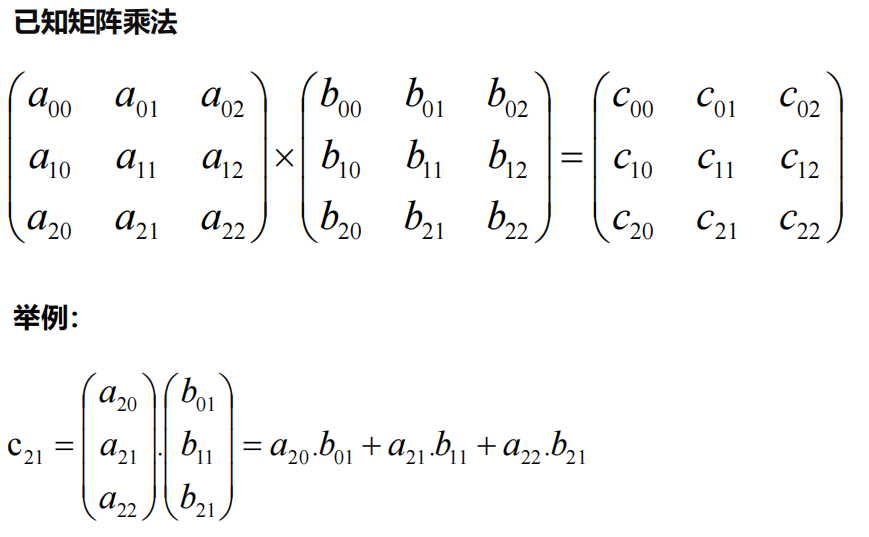 已知矩阵乘法
a00 a01 a02 b00 b01 b02 c00 c01 c02
a10 a11 a12 × b10 b11 b12 = c10 c11 c12
a20 a21 a22 b20 b21 b22 c20 c21 c22
举例：
a20 b01
c21 = a21 . b11 = a20.b01 + a21.b11 + a22.b21
a22 b21